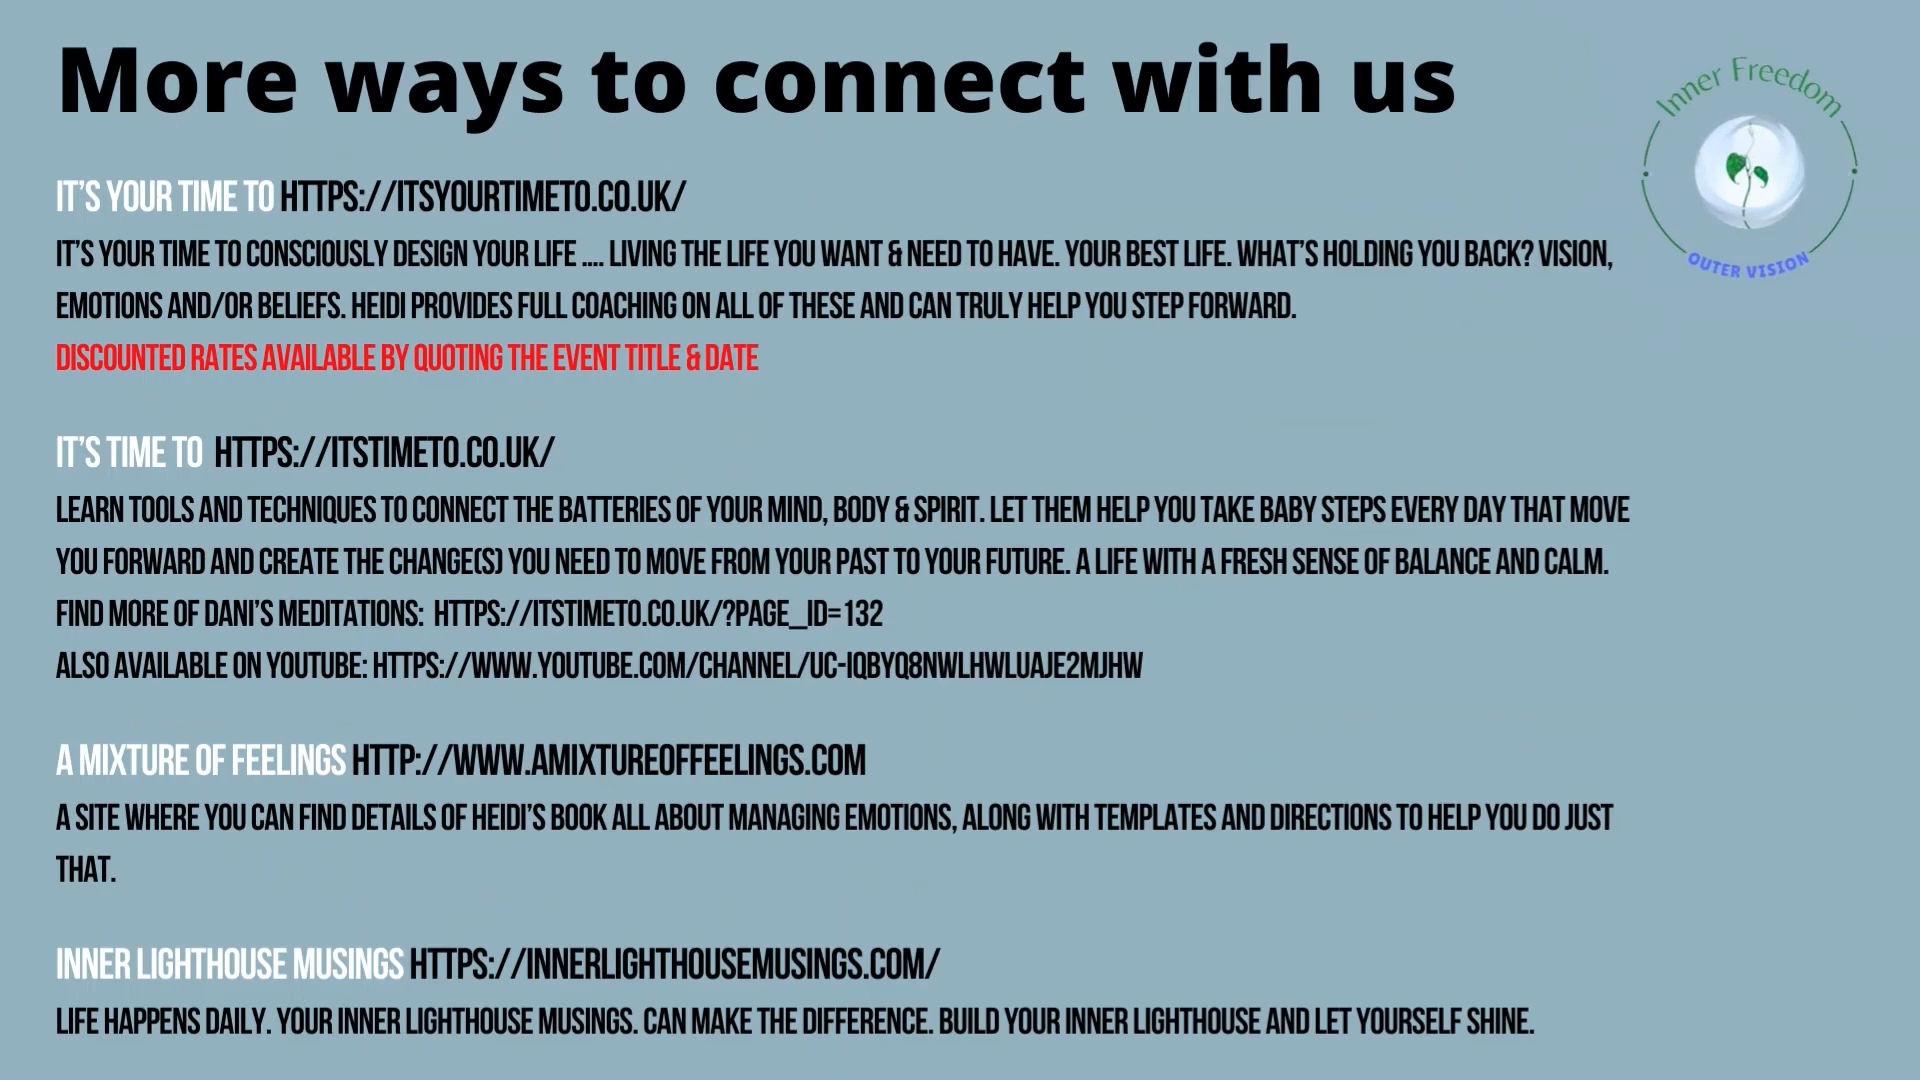 More ways to connect with us
Inner Freedom
OUTER VISION
IT'S YOUR TIME TO HTTPS://ITSYOURTIMETO.CO.UK/
IT'S YOUR TIME TO CONSCIOUSLY DESIGN YOUR LIFE .... LIVING THE LIFE YOU WANT & NEED TO HAVE. YOUR BEST LIFE. WHAT'S HOLDING YOU BACK? VISION,
EMOTIONS AND/OR BELIEFS. HEIDI PROVIDES FULL COACHING ON ALL OF THESE AND CAN TRULY HELP YOU STEP FORWARD.
DISCOUNTED RATES AVAILABLE BY QUOTING THE EVENT TITLE & DATE
IT'S TIME TO HTTPS://ITSTIMETO.CO.UK/
LEARN TOOLS AND TECHNIQUES TO CONNECT THE BATTERIES OF YOUR MIND, BODY & SPIRIT. LET THEM HELP YOU TAKE BABY STEPS EVERY DAY THAT MOVE
YOU FORWARD AND CREATE THE CHANGE(S) YOU NEED TO MOVE FROM YOUR PAST TO YOUR FUTURE. A LIFE WITH A FRESH SENSE OF BALANCE AND CALM.
FIND MORE OF DANI'S MEDITATIONS: HTTPS://ITSTIMETO.CO.UK/?PAGE_ID=132
ALSO AVAILABLE ON YOUTUBE: HTTPS://WWW.YOUTUBE.COM/CHANNEL/UC-IQBYQ8NWLHWLUAJE2MJHW
A MIXTURE OF FEELINGS HTTP://WWW.AMIXTUREOFFEELINGS.COM
A SITE WHERE YOU CAN FIND DETAILS OF HEIDI'S BOOK ALL ABOUT MANAGING EMOTIONS, ALONG WITH TEMPLATES AND DIRECTIONS TO HELP YOU DO JUST
THAT.
INNER LIGHTHOUSE MUSINGS HTTPS://INNERLIGHTHOUSEMUSINGS.COM/
LIFE HAPPENS DAILY. YOUR INNER LIGHTHOUSE MUSINGS. CAN MAKE THE DIFFERENCE. BUILD YOUR INNER LIGHTHOUSE AND LET YOURSELF SHINE.